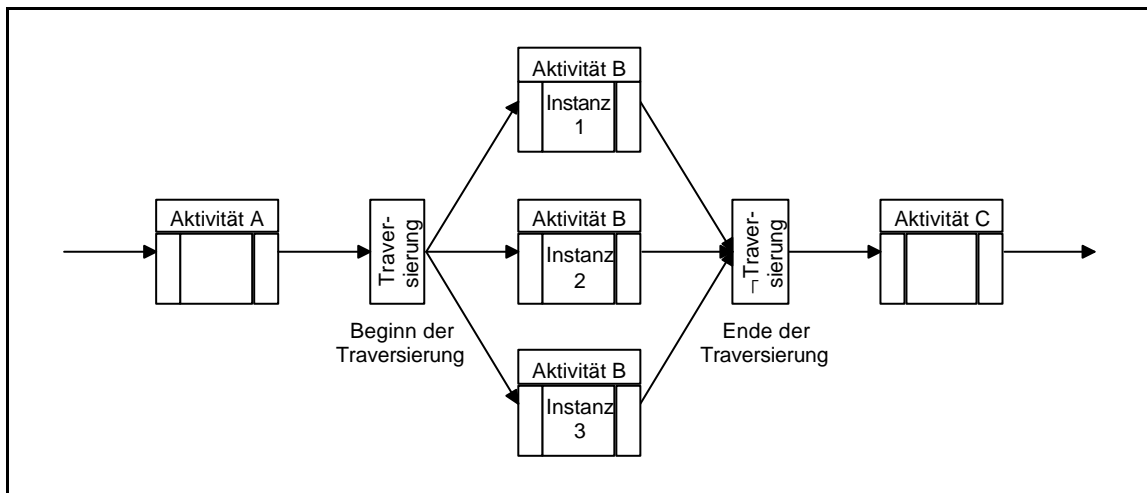 Aktivität B
Instanz
1
Aktivität A
Traver-
sierung
Aktivität B
Instanz
2
¬Traver-
sierung
Aktivität C
Beginn der
Traversierung
Ende der
Traversierung
Aktivität B
Instanz
3